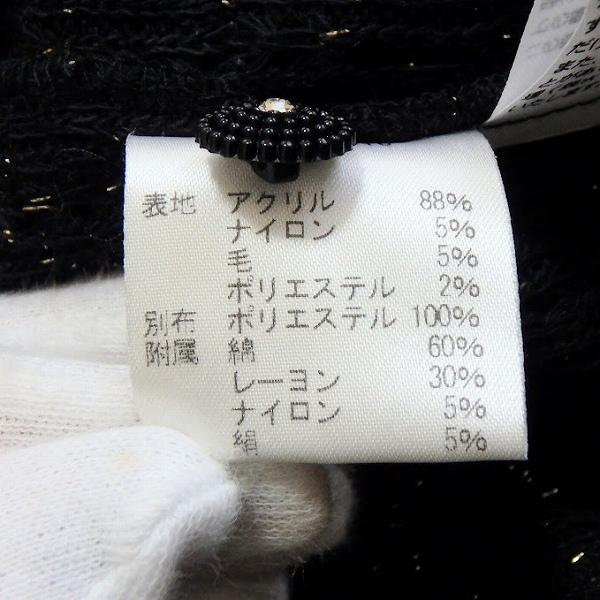 表地 アクリル 88%
ナイロン 5%
毛 5%
ポリエステル 2%
別布 ポリエステル 100%
附属 綿 60%
レーヨン 30%
ナイロン 5%
絹 5%
また